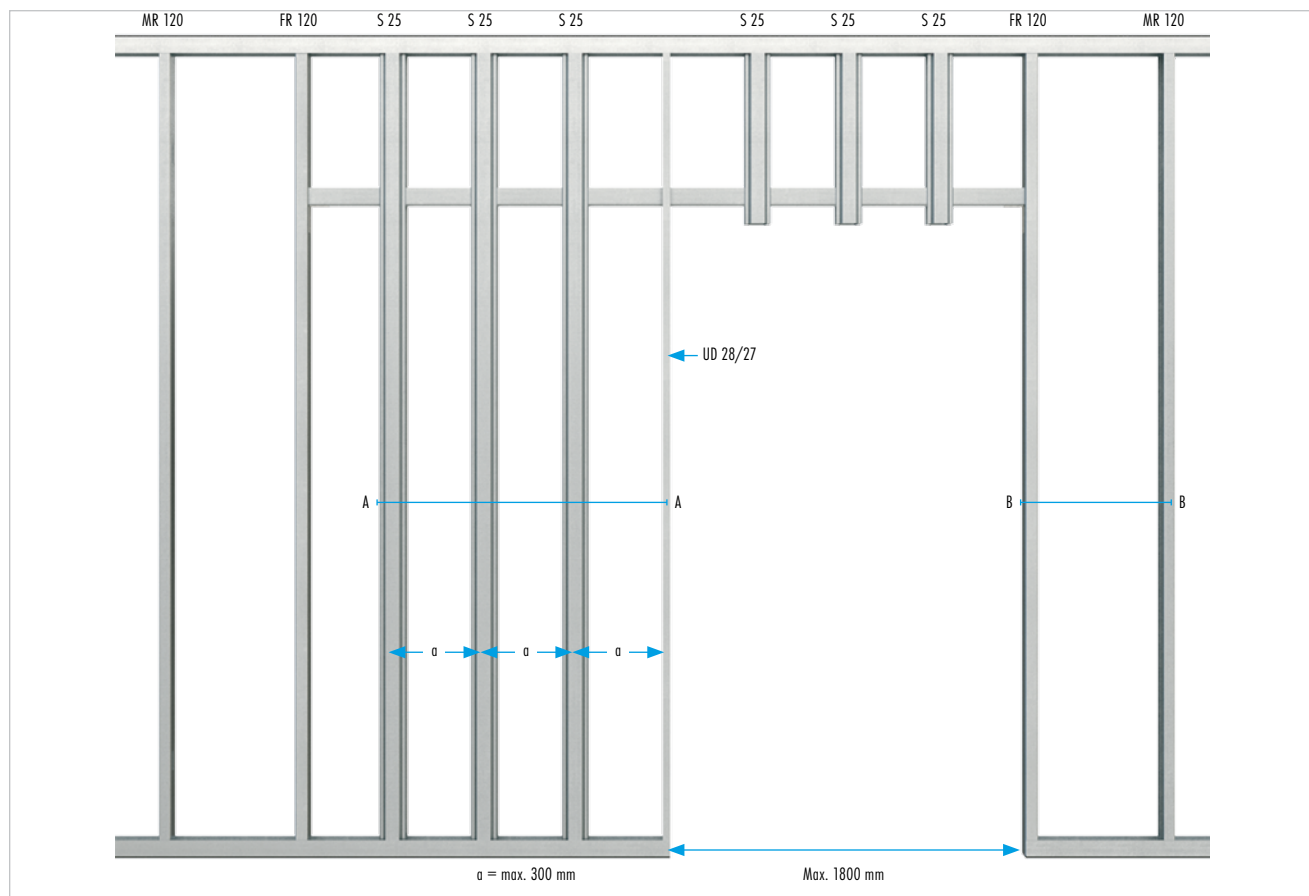 MR 120 FR 120 S 25 S 25 S 25 S 25 S 25 S 25 FR 120 MR 120
UD 28/27
A A B B
a a a
a = max. 300 mm Max. 1800 mm